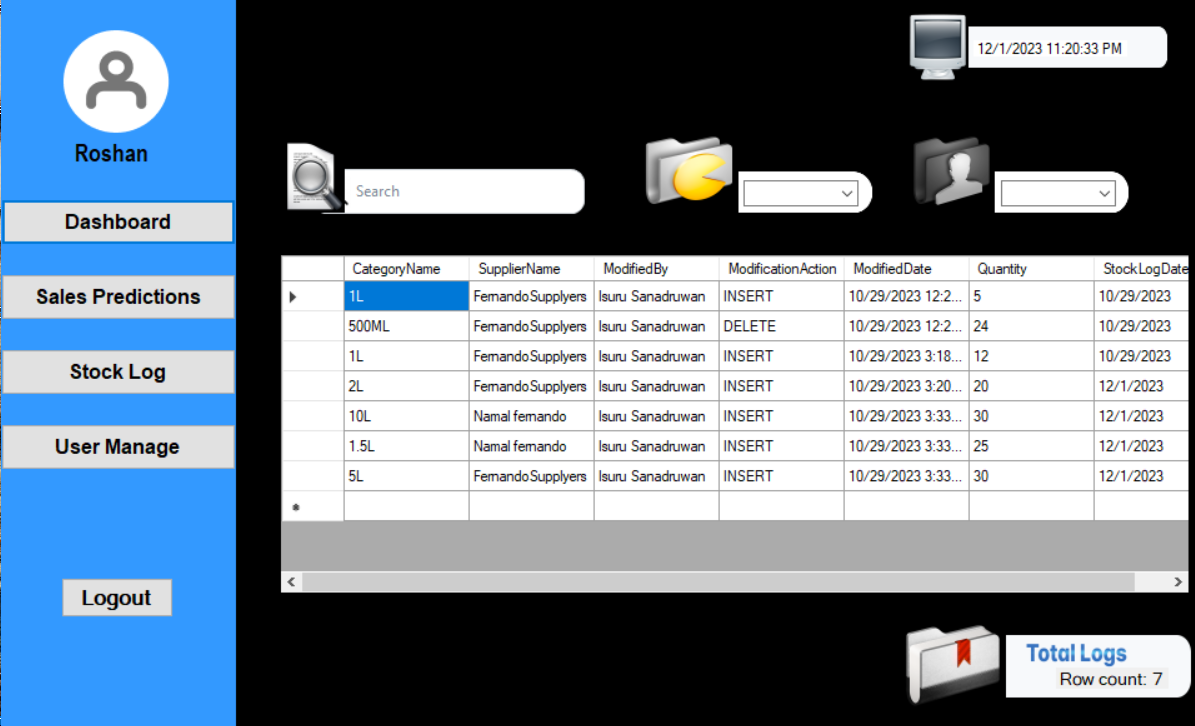 12/1/2023 11:20:33 PM
Roshan
Search
Dashboard
Sales Predictions
Stock Log
User Manage
Logout
CategoryName SupplierName ModifiedBy ModificationAction ModifiedDate Quantity StockLogDate
1L FernandoSupplyers Isuru Sanadruwan INSERT 10/29/2023 12:2... 5 10/29/2023
500ML FernandoSupplyers Isuru Sanadruwan DELETE 10/29/2023 12:2... 24 10/29/2023
1L FernandoSupplyers Isuru Sanadruwan INSERT 10/29/2023 3:18... 12 10/29/2023
2L FernandoSupplyers Isuru Sanadruwan INSERT 10/29/2023 3:20... 20 12/1/2023
10L Namal fernando Isuru Sanadruwan INSERT 10/29/2023 3:33... 30 12/1/2023
1.5L Namal fernando Isuru Sanadruwan INSERT 10/29/2023 3:33... 25 12/1/2023
5L FernandoSupplyers Isuru Sanadruwan INSERT 10/29/2023 3:33... 30 12/1/2023
Total Logs
Row count: 7